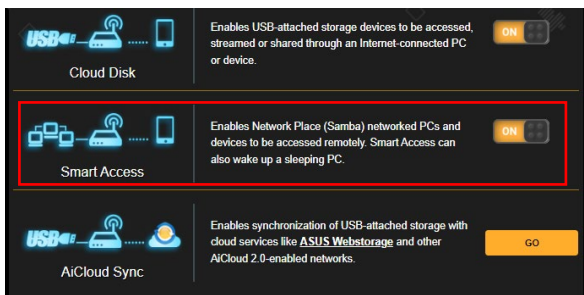 Enables USB-attached storage devices to be accessed,
USB
streamed or shared through an Internet-connected PC
ON
or device.
Cloud Disk
Enables Network Place (Samba) networked PCs and
devices to be accessed remotely. Smart Access can
ON
also wake up a sleeping PC.
Smart Access
Enables synchronization of USB-attached storage with
USB
cloud services like ASUS Webstorage and other
GO
AiCloud 2.0-enabled networks.
AiCloud Sync